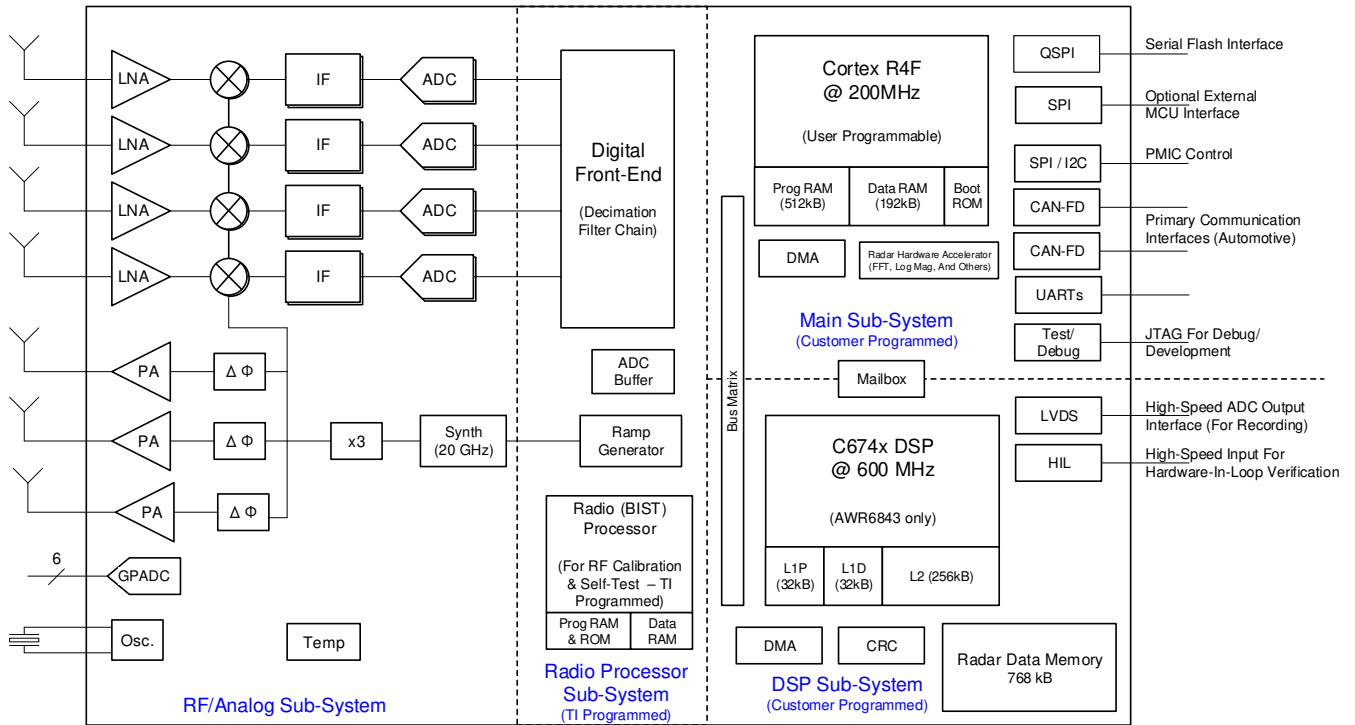 LNA
IF
ADC
LNA
IF
ADC
LNA
IF
ADC
LNA
IF
ADC
PA
Δ Φ
PA
Δ Φ
x3
Synth
(20 GHz)
PA
Δ Φ
6
GPADC
Osc.
Temp
RF/Analog Sub-System
Digital
Front-End
(Decimation
Filter Chain)
ADC
Buffer
Ramp
Generator
Radio (BIST)
Processor
(For RF Calibration
& Self-Test – TI
Programmed)
Prog RAM
& ROM
Data
RAM
Radio Processor
Sub-System
(TI Programmed)
Cortex R4F
@ 200MHz
(User Programmable)
Prog RAM
(512kB)
Data RAM
(192kB)
Boot
ROM
DMA
Radar Hardware Accelerator
(FFT, Log Mag, And Others)
Main Sub-System
(Customer Programmed)
Bus Matrix
Mailbox
C674x DSP
@ 600 MHz
(AWR6843 only)
L1P
(32kB)
L1D
(32kB)
L2 (256kB)
DMA
CRC
Radar Data Memory
768 kB
DSP Sub-System
(Customer Programmed)
QSPI
Serial Flash Interface
SPI
Optional External
MCU Interface
SPI / I2C
PMIC Control
CAN-FD
CAN-FD
Primary Communication
Interfaces (Automotive)
UARTs
Test/
Debug
JTAG For Debug/
Development
LVDS
High-Speed ADC Output
Interface (For Recording)
HIL
High-Speed Input For
Hardware-In-Loop Verification